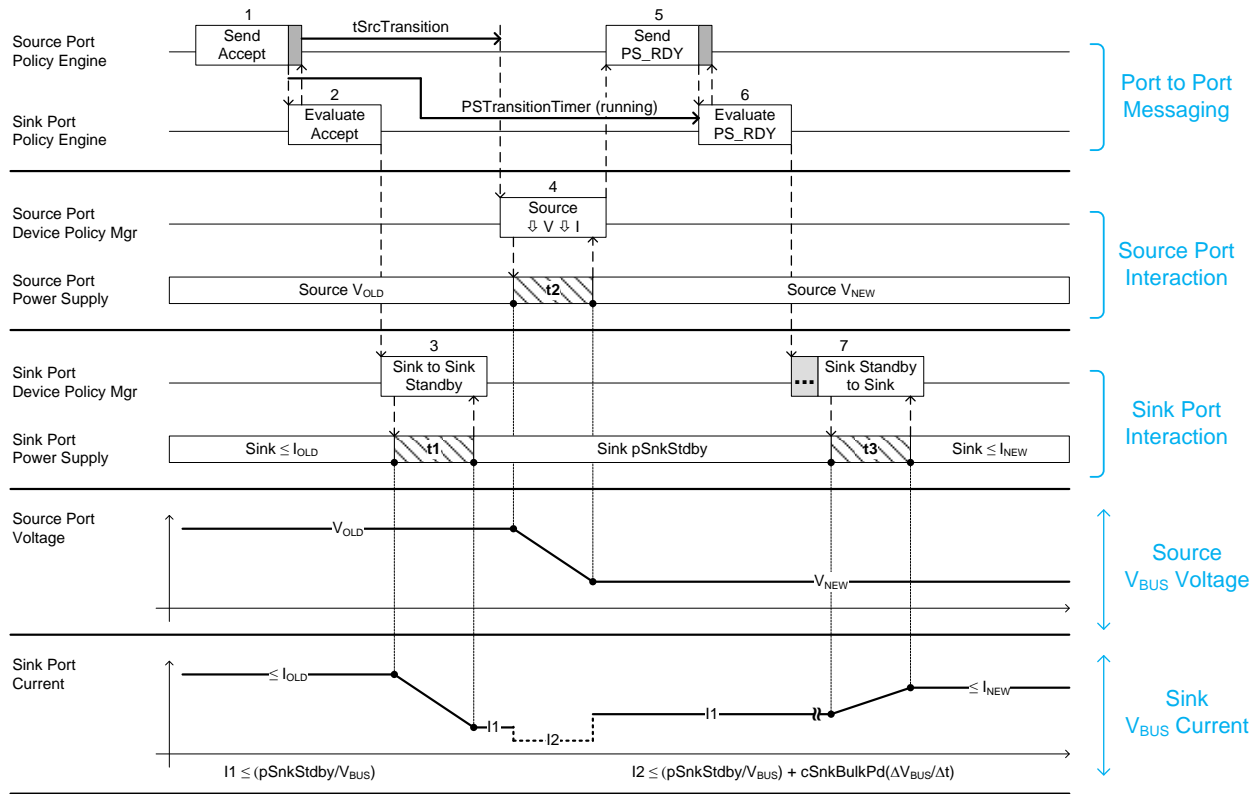 1
Source Port
Policy Engine
Send
Accept
tSrcTransition
5
Send
PS_RDY
Port to Port
Messaging
2
Sink Port
Policy Engine
Evaluate
Accept
PSTransitionTimer (running)
6
Evaluate
PS_RDY
4
Source Port
Device Policy Mgr
Source
⇩ V ⇩ I
Source Port
Interaction
Source Port
Power Supply
Source VOLD
t2
Source VNEW
3
Sink Port
Device Policy Mgr
Sink to Sink
Standby
7
...
Sink Standby
to Sink
Sink Port
Interaction
Sink Port
Power Supply
Sink ≤ IOLD
t1
Sink pSnkStdby
t3
Sink ≤ INEW
Source Port
Voltage
VOLD
VNEW
Source
VBUS Voltage
Sink Port
Current
≤ IOLD
I1
I2
I1
≤ INEW
Sink
VBUS Current
I1 ≤ (pSnkStdby/VBUS)
I2 ≤ (pSnkStdby/VBUS) + cSnkBulkPd(ΔVBUS/Δt)